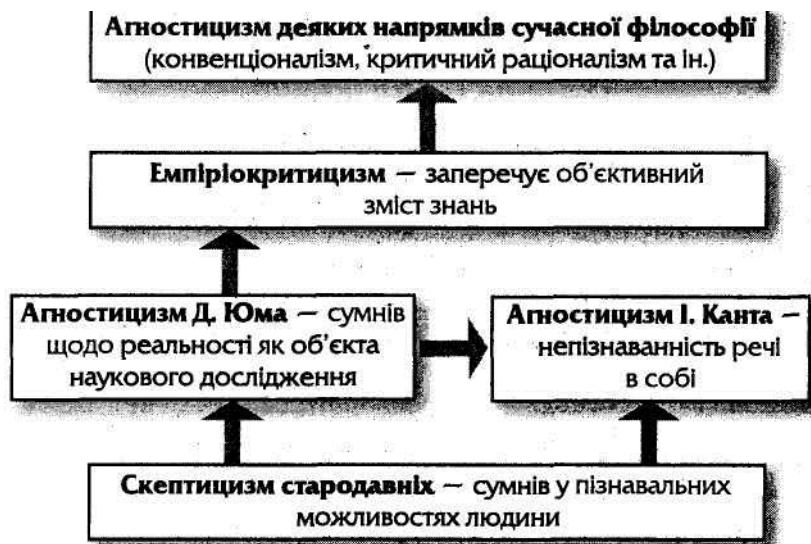 Агностицизм деяких напрямків сучасної філософії
(конвенціоналізм, критичний раціоналізм та ін.)
Емпіріокритицизм — заперечує об’єктивний
зміст знань
Агностицизм Д. Юма — сумнів
щодо реальності як об’єкта
наукового дослідження
Агностицизм І. Канта —
непізнаванність речі
в собі
Скептицизм стародавніх — сумнів у пізнавальних
можливостях людини